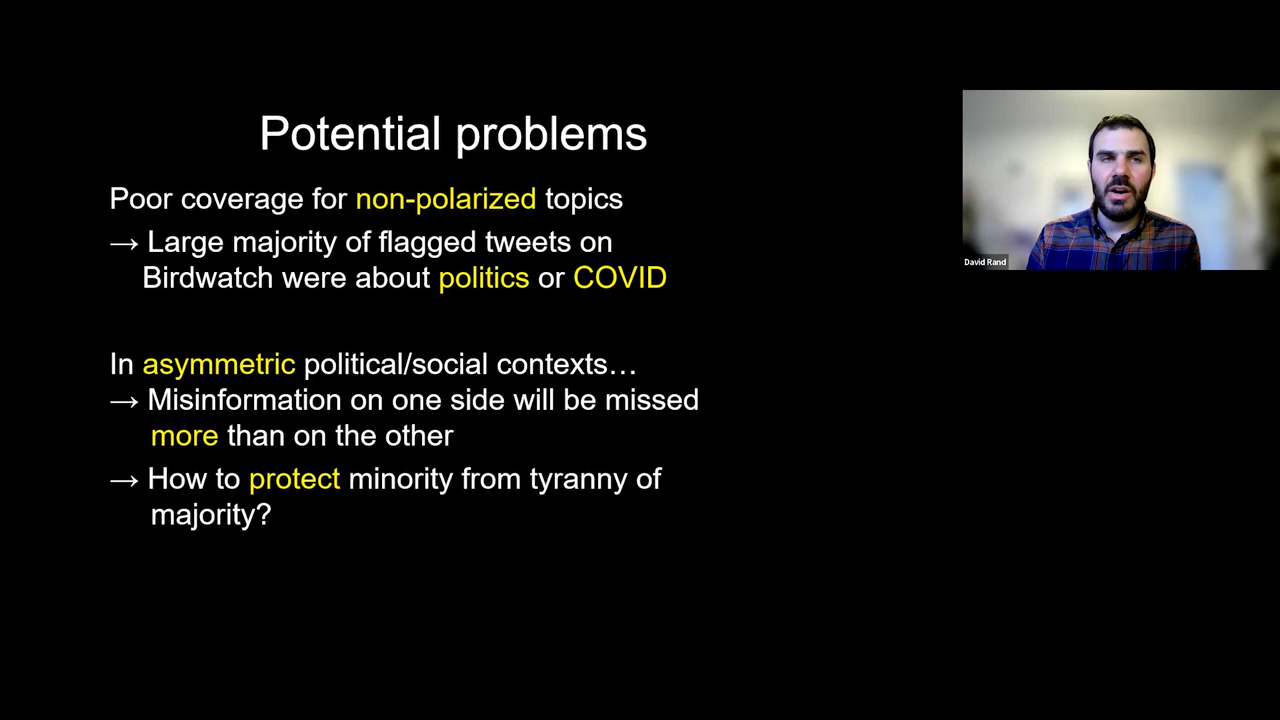 Potential problems
Poor coverage for non-polarized topics
→ Large majority of flagged tweets on
Birdwatch were about politics or COVID
In asymmetric political/social contexts…
→ Misinformation on one side will be missed
more than on the other
→ How to protect minority from tyranny of
majority?
David Rand